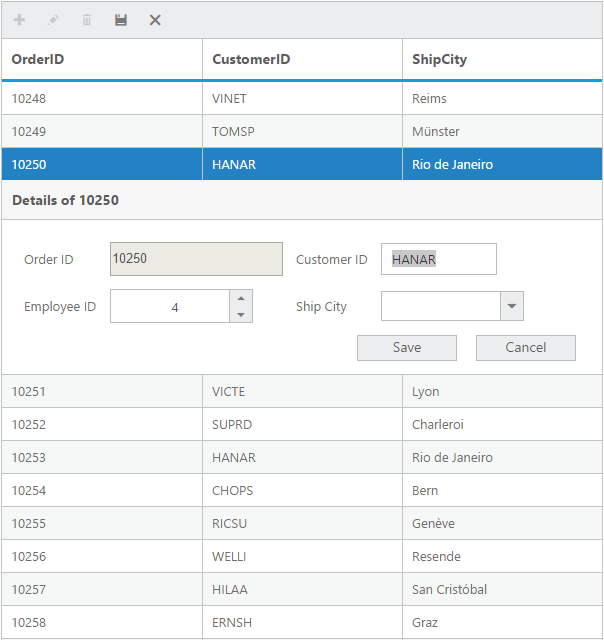 OrderID CustomerID ShipCity
10248 VINET Reims
10249 TOMSP Münster
10250 HANAR Rio de Janeiro
Details of 10250
Order ID 10250 Customer ID HANAR
Employee ID 4 Ship City
Save Cancel
10251 VICTE Lyon
10252 SUPRD Charleroi
10253 HANAR Rio de Janeiro
10254 CHOPS Bern
10255 RICSU Genève
10256 WELLI Resende
10257 HILAA San Cristóbal
10258 ERNSH Graz